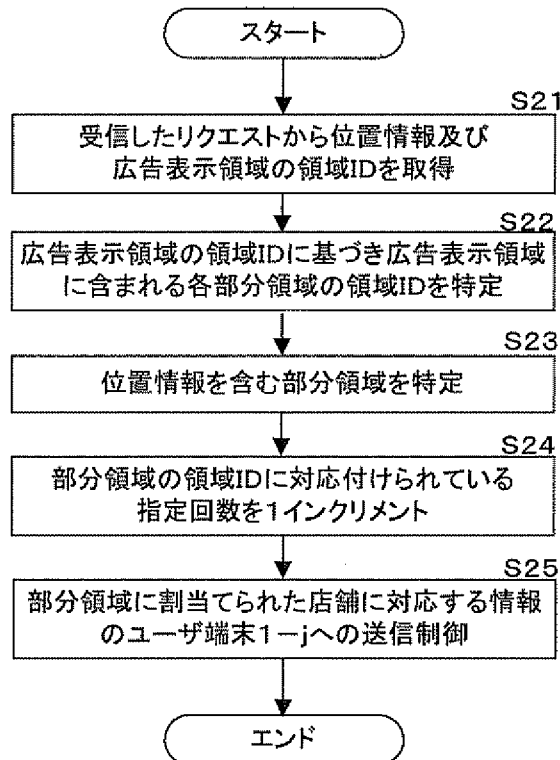 スタート
S21
受信したリクエストから位置情報及び
広告表示領域の領域IDを取得
S22
広告表示領域の領域IDに基づき広告表示領域
に含まれる各部分領域の領域IDを特定
S23
位置情報を含む部分領域を特定
S24
部分領域の領域IDに対応付けられている
指定回数を1インクリメント
S25
部分領域に割当てられた店舗に対応する情報
のユーザ端末1−jへの送信制御
エンド